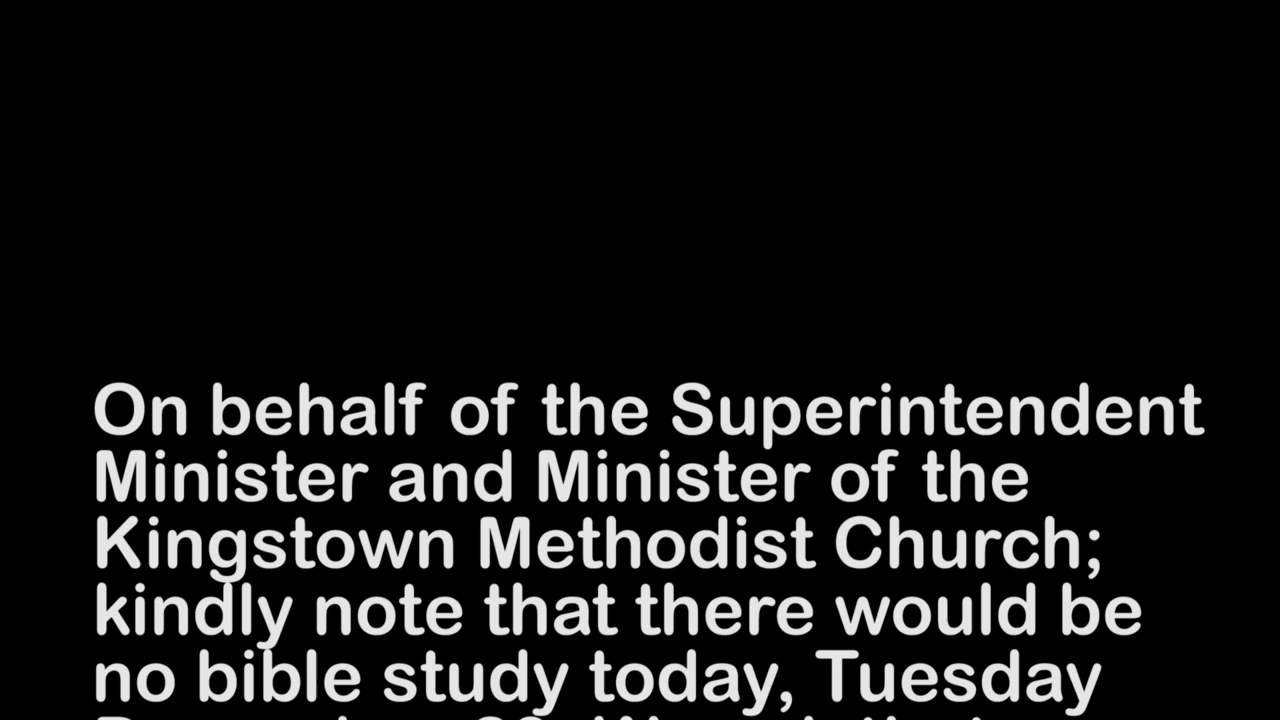 On behalf of the Superintendent
Minister and Minister of the
Kingstown Methodist Church;
kindly note that there would be
no bible study today, Tuesday